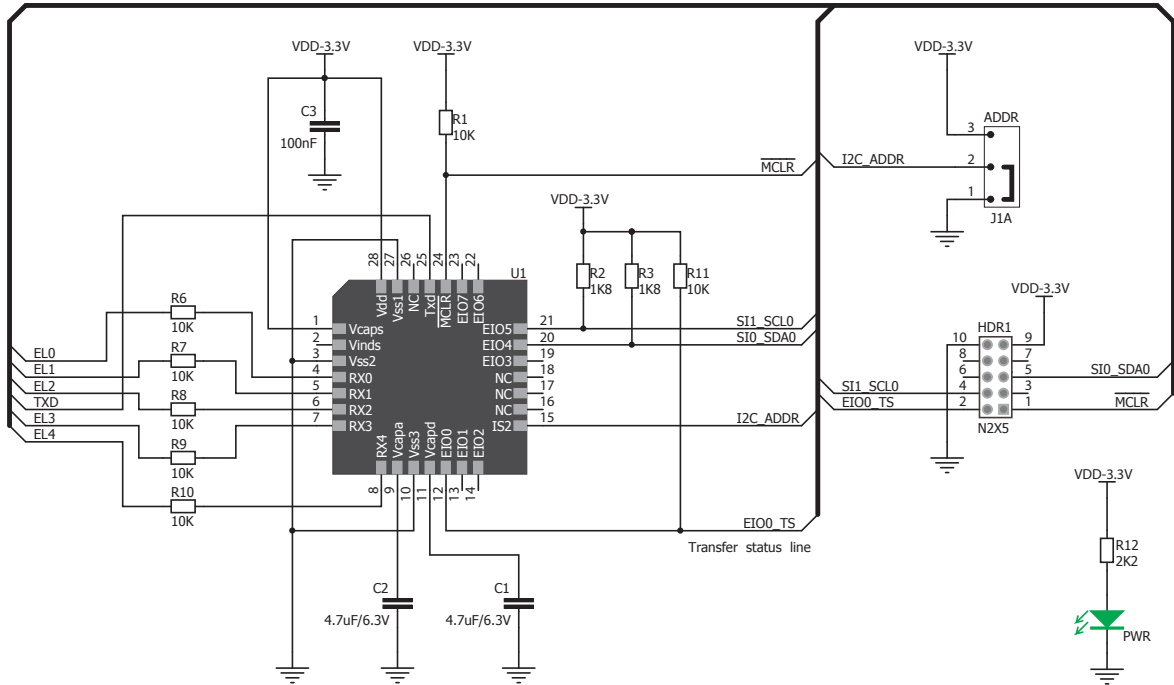 VDD-3.3V
VDD-3.3V
VDD-3.3V
C3
100nF
R1
10K
ADDR
3
2
1
J1A
MCLR
I2C_ADDR
VDD-3.3V
R2
1K8
R3
1K8
R11
10K
28
27
26
25
24
23
22
U1
Vdd
Vss1
NC
Txd
MCLR
EIO7
EIO6
R6
10K
R7
10K
R8
10K
R9
10K
R10
10K
EL0
EL1
EL2
TXD
EL3
EL4
1
2
3
4
5
6
7
Vcaps
Vinds
Vss2
RX0
RX1
RX2
RX3
EIO5
EIO4
EIO3
NC
NC
NC
IS2
21
20
19
18
17
16
15
SI1_SCL0
SI0_SDA0
I2C_ADDR
RX4
Vcapa
Vss3
Vcapd
EIO0
EIO1
EIO2
8
9
10
11
12
13
14
EIO0_TS
Transfer status line
C2
4.7uF/6.3V
C1
4.7uF/6.3V
VDD-3.3V
HDR1
10
8
6
4
2
9
7
5
3
1
N2X5
SI1_SCL0
EIO0_TS
SI0_SDA0
MCLR
VDD-3.3V
R12
2K2
PWR